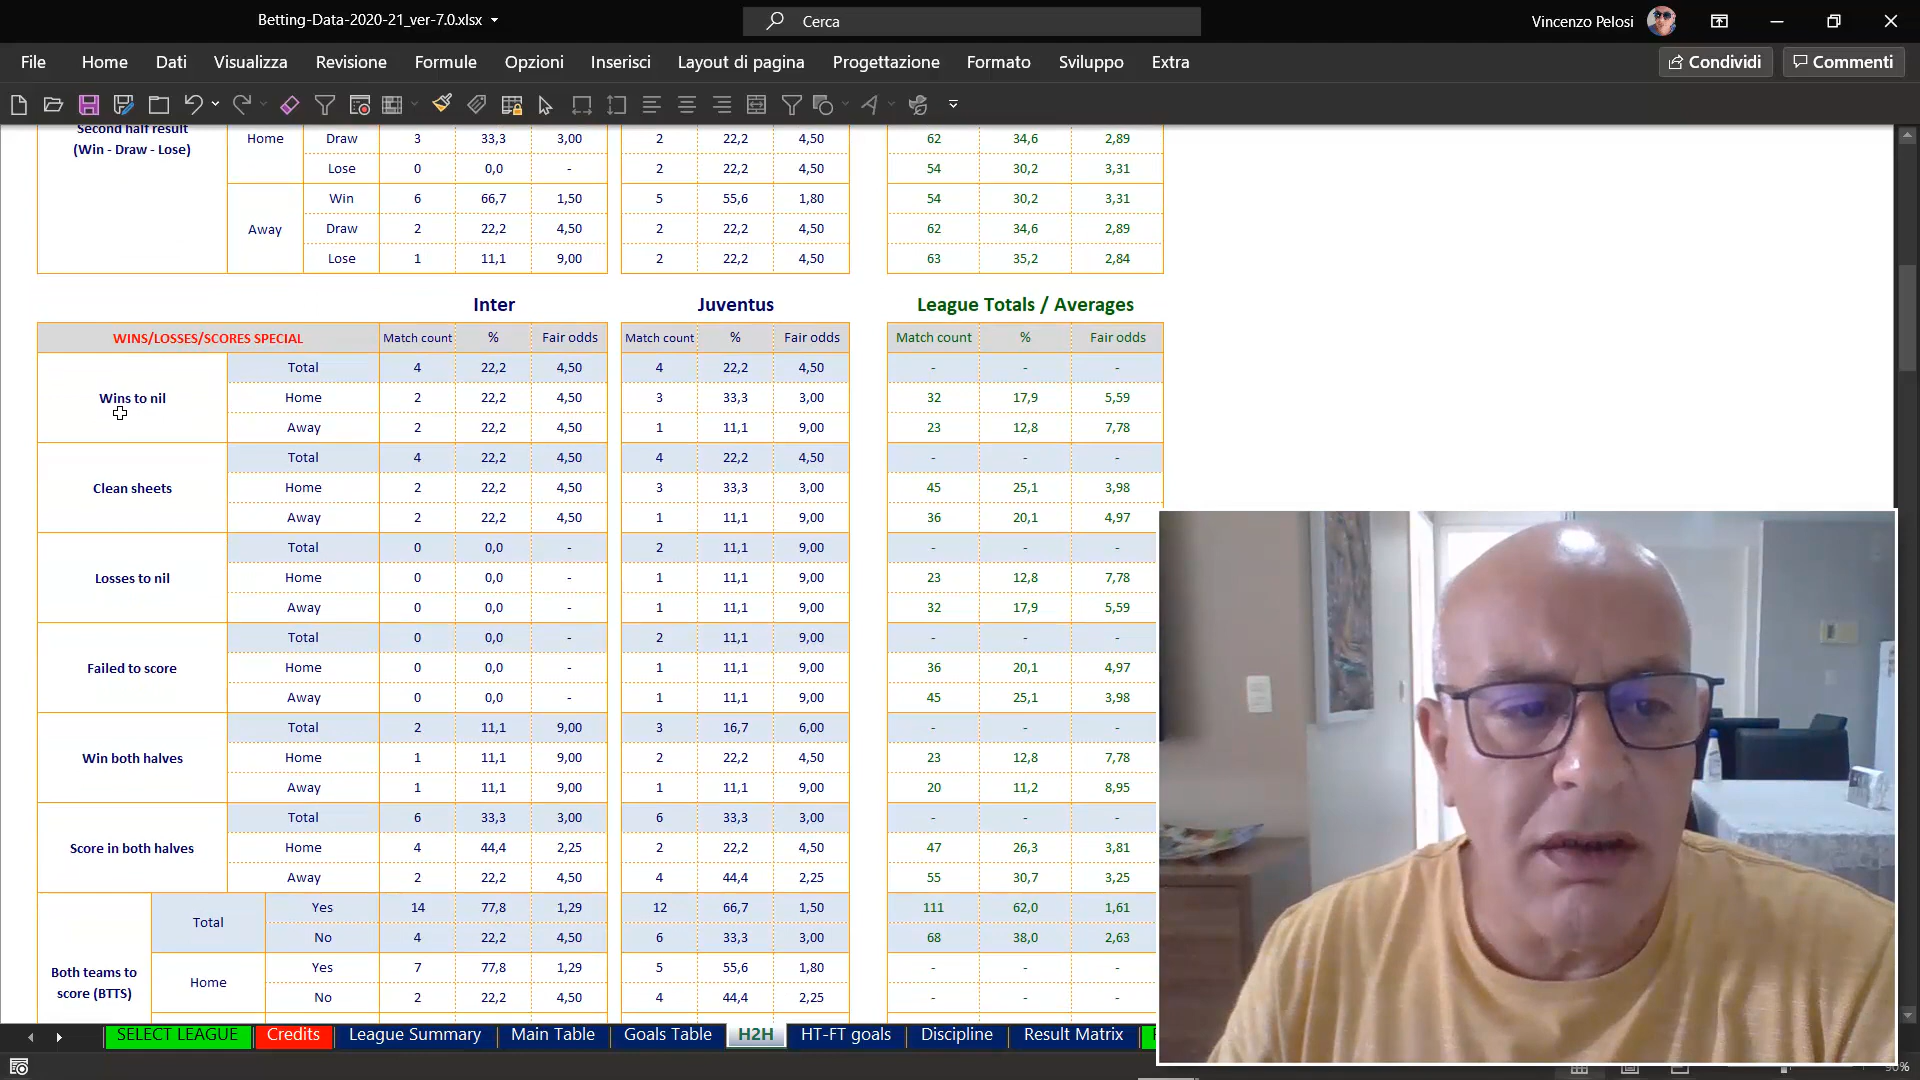 Betting-Data-2020-21_ver-7.0.xlsx
Cerca
Vincenzo Pelosi
File Home Dati Visualizza Revisione Formule Opzioni Inserisci Layout di pagina Progettazione Formato Sviluppo Extra Condividi Commenti
Second half result
(Win - Draw - Lose)
Home Draw 3 33,3 3,00 2 22,2 4,50 62 34,6 2,89
Lose 0 0,0 - 2 22,2 4,50 54 30,2 3,31
Away Win 6 66,7 1,50 5 55,6 1,80 54 30,2 3,31
Draw 2 22,2 4,50 2 22,2 4,50 62 34,6 2,89
Lose 1 11,1 9,00 2 22,2 4,50 63 35,2 2,84
Inter Juventus League Totals / Averages
WINS/LOSSES/SCORES SPECIAL Match count % Fair odds Match count % Fair odds Match count % Fair odds
Wins to nil
Total 4 22,2 4,50 4 22,2 4,50 - - -
Home 2 22,2 4,50 3 33,3 3,00 32 17,9 5,59
Away 2 22,2 4,50 1 11,1 9,00 23 12,8 7,78
Clean sheets
Total 4 22,2 4,50 4 22,2 4,50 - - -
Home 2 22,2 4,50 3 33,3 3,00 45 25,1 3,98
Away 2 22,2 4,50 1 11,1 9,00 36 20,1 4,97
Losses to nil
Total 0 0,0 - 2 11,1 9,00 - - -
Home 0 0,0 - 1 11,1 9,00 23 12,8 7,78
Away 0 0,0 - 1 11,1 9,00 32 17,9 5,59
Failed to score
Total 0 0,0 - 2 11,1 9,00 - - -
Home 0 0,0 - 1 11,1 9,00 36 20,1 4,97
Away 0 0,0 - 1 11,1 9,00 45 25,1 3,98
Win both halves
Total 2 11,1 9,00 3 16,7 6,00 - - -
Home 1 11,1 9,00 2 22,2 4,50 23 12,8 7,78
Away 1 11,1 9,00 1 11,1 9,00 20 11,2 8,95
Score in both halves
Total 6 33,3 3,00 6 33,3 3,00 - - -
Home 4 44,4 2,25 2 22,2 4,50 47 26,3 3,81
Away 2 22,2 4,50 4 44,4 2,25 55 30,7 3,25
Both teams to
score (BTTS)
Total Yes 14 77,8 1,29 12 66,7 1,50 111 62,0 1,61
No 4 22,2 4,50 6 33,3 3,00 68 38,0 2,63
Home Yes 7 77,8 1,29 5 55,6 1,80 - - -
No 2 22,2 4,50 4 44,4 2,25 - - -
SELECT LEAGUE Credits League Summary Main Table Goals Table H2H HT-FT goals Discipline Result Matrix